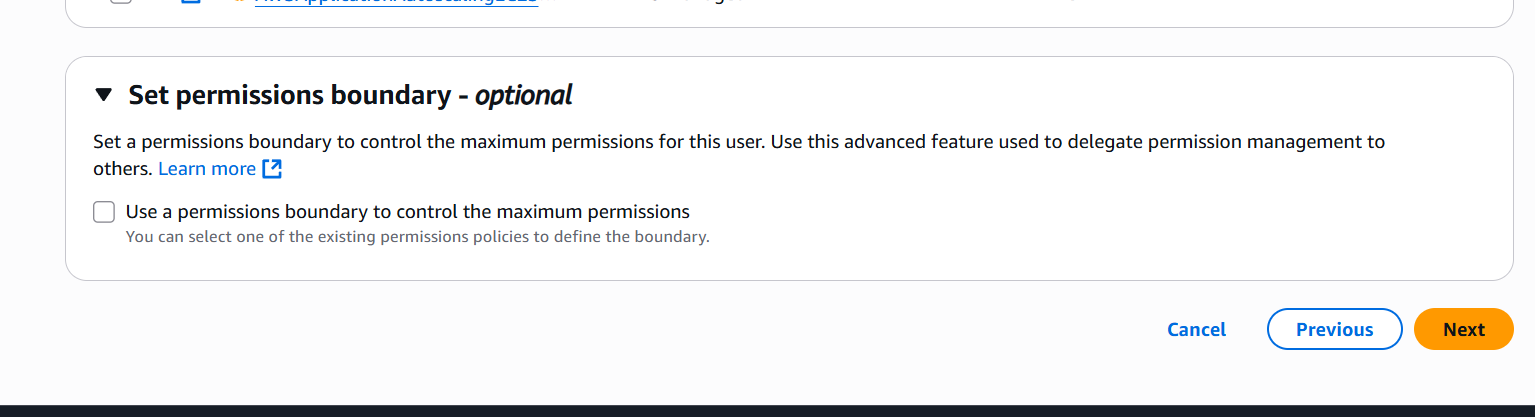 Set permissions boundary - optional
Set a permissions boundary to control the maximum permissions for this user. Use this advanced feature used to delegate permission management to
others. Learn more
Use a permissions boundary to control the maximum permissions
You can select one of the existing permissions policies to define the boundary.
Cancel
Previous
Next